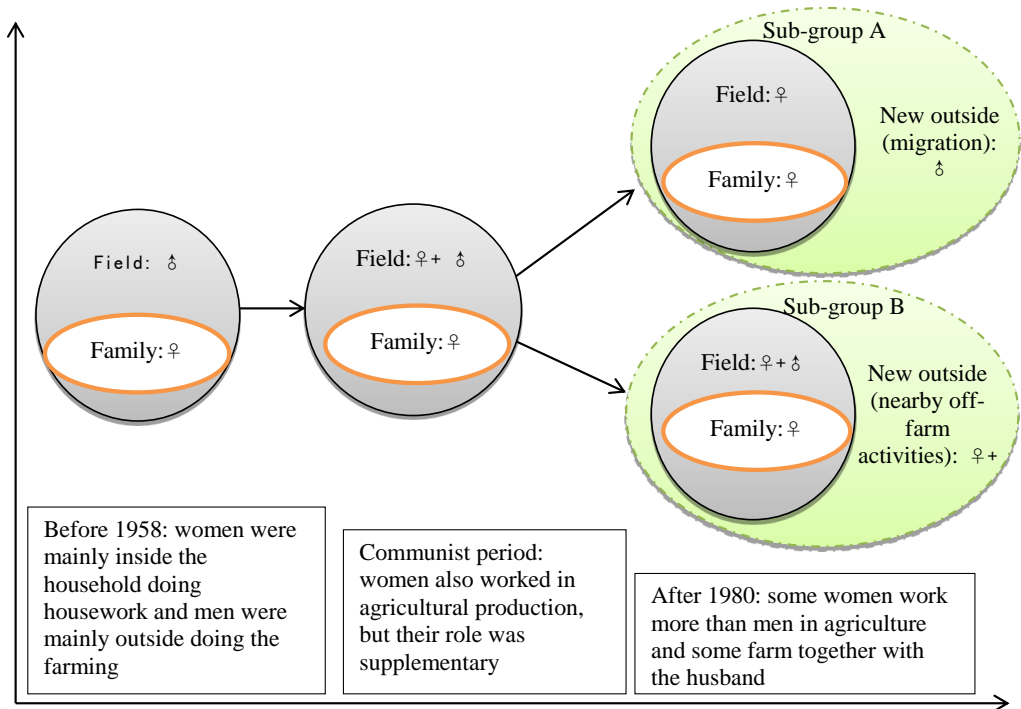 Sub-group A
Field:♀
New outside
(migration):
♂
Family:♀
Field: ♂
Family:♀
Field:♀+ ♂
Family:♀
Sub-group B
Field:♀+♂
New outside
(nearby off-
farm
activities): ♀+
Family:♀
Before 1958: women were
mainly inside the
household doing
housework and men were
mainly outside doing the
farming
Communist period:
women also worked in
agricultural production,
but their role was
supplementary
After 1980: some women work
more than men in agriculture
and some farm together with
the husband